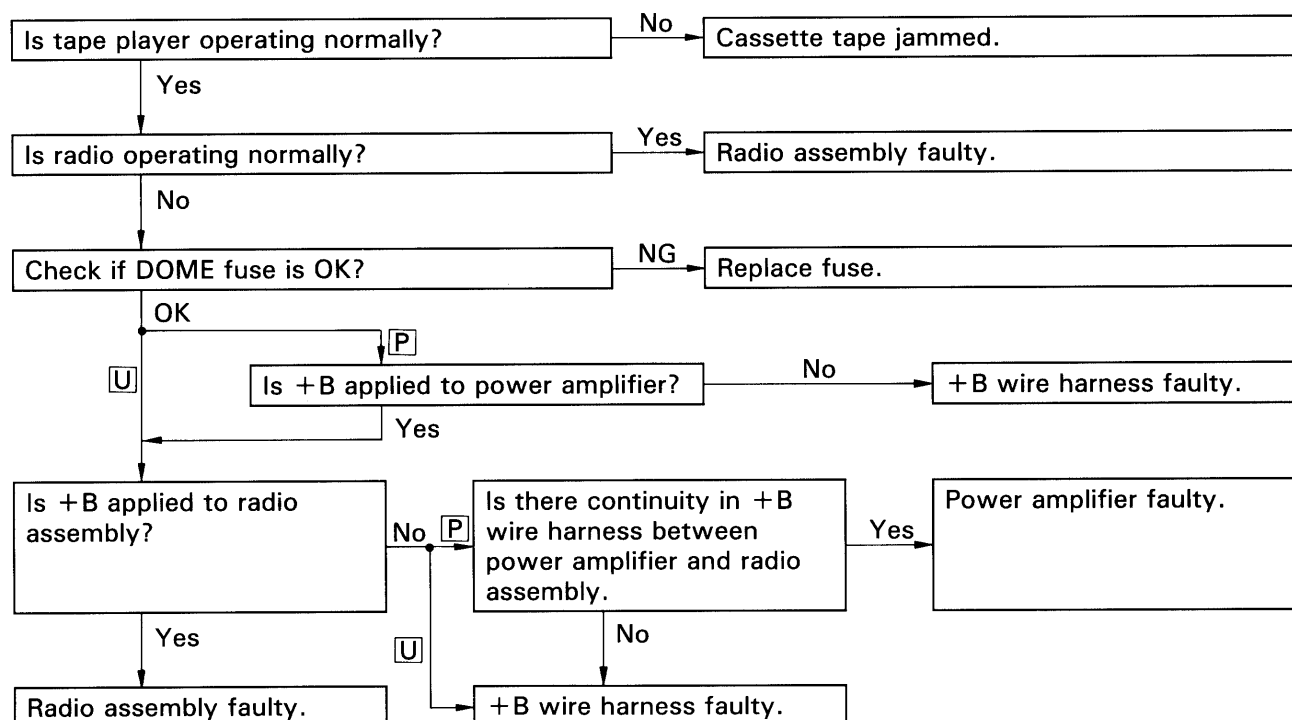 Is tape player operating normally?
No
Cassette tape jammed.
Yes
Is radio operating normally?
Yes
Radio assembly faulty.
No
Check if DOME fuse is OK?
NG
Replace fuse.
OK
P
U
Is +B applied to power amplifier?
No
+B wire harness faulty.
Yes
Is +B applied to radio
assembly?
No
P
Is there continuity in +B
wire harness between
power amplifier and radio
assembly.
Yes
Power amplifier faulty.
Yes
U
No
Radio assembly faulty.
+B wire harness faulty.